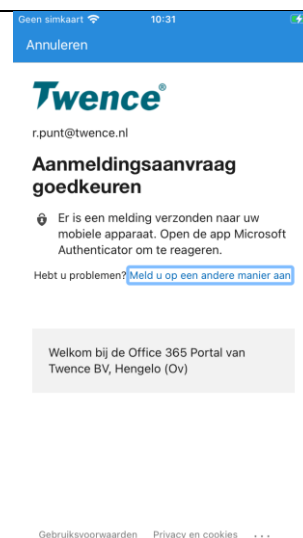 Geen simkaart 10:31
Annuleren
Twence®
r.punt@twence.nl
Aanmeldingsaanvraag
goedkeuren
Er is een melding verzonden naar uw
mobiele apparaat. Open de app Microsoft
Authenticator om te reageren.
Hebt u problemen? Meld u op een andere manier aan
Welkom bij de Office 365 Portal van
Twence BV, Hengelo (Ov)
Gebruiksvoorwaarden Privacy en cookies ...